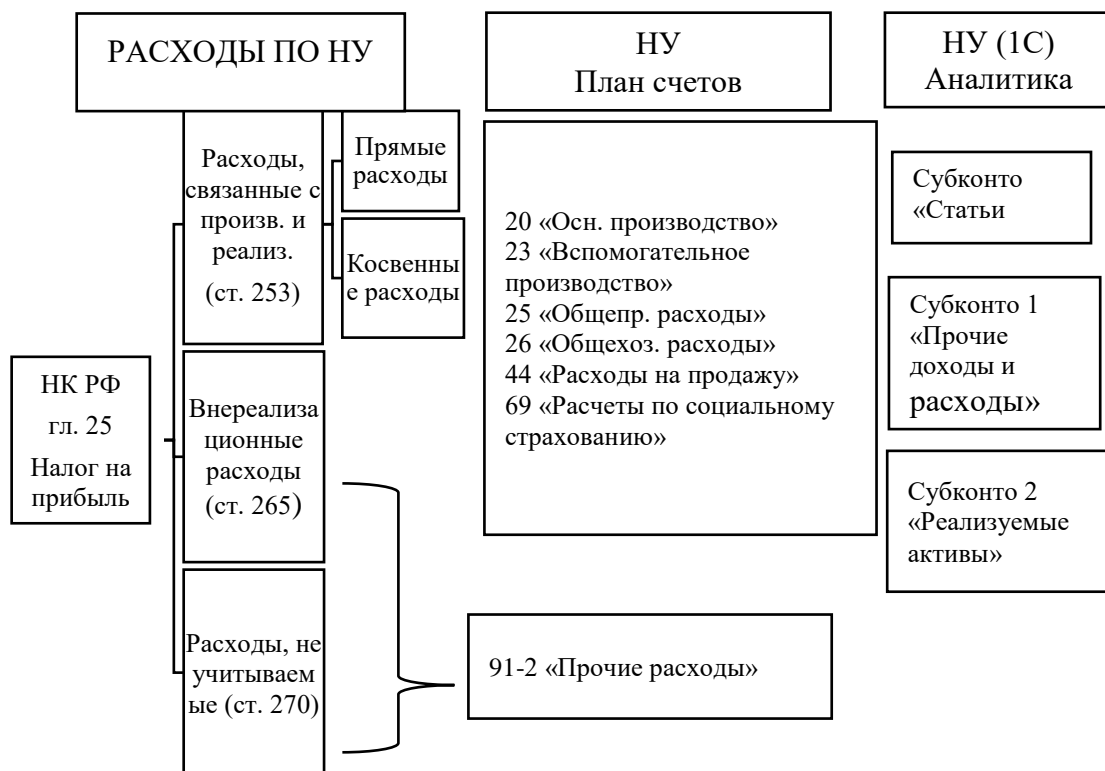 РАСХОДЫ ПО НУ
НУ
План счетов
НУ (1С)
Аналитика
НК РФ
гл. 25
Налог на
прибыль
Расходы,
связанные с
произв. и
реализ.
(ст. 253)
Прямые
расходы
Косвенны
е расходы
Внереализа
ционные
расходы
(ст. 265)
Расходы, не
учитываем
ые (ст. 270)
20 «Осн. производство»
23 «Вспомогательное
производство»
25 «Общепр. расходы»
26 «Общехоз. расходы»
44 «Расходы на продажу»
69 «Расчеты по социальному
страхованию»
91-2 «Прочие расходы»
Субконто
«Статьи
Субконто 1
«Прочие
доходы и
расходы»
Субконто 2
«Реализуемые
активы»